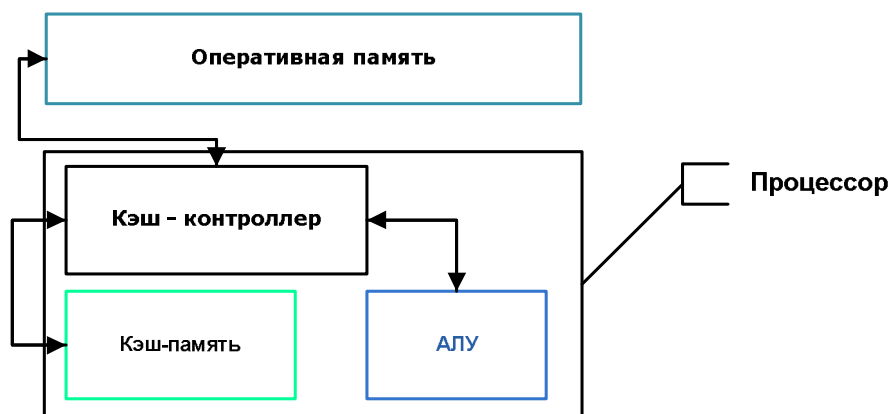 Оперативная память
Процессор
Кэш – контроллер
Кэш-память
АЛУ